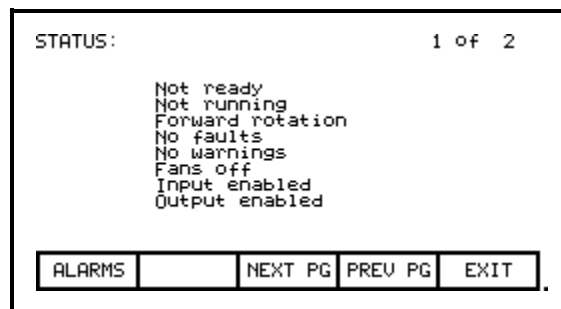 STATUS: 1 of 2
Not ready
Not running
Forward rotation
No faults
No warnings
Fans off
Input enabled
Output enabled
ALARMS NEXT PG PREV PG EXIT